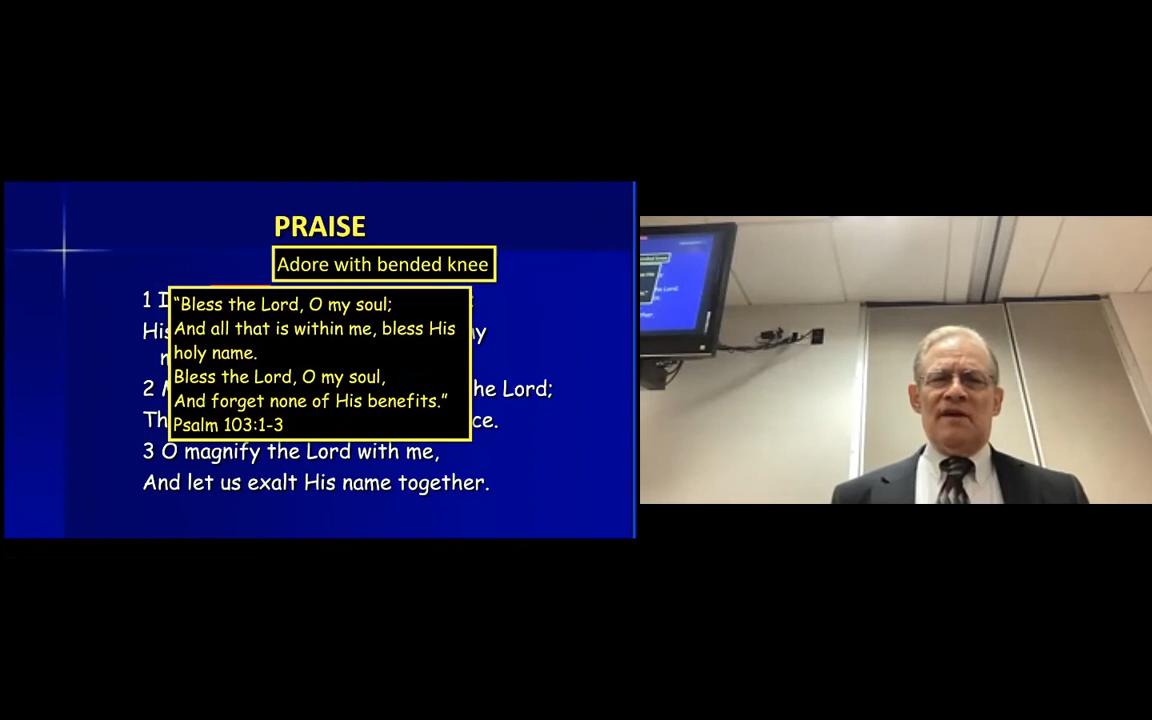 PRAISE
Adore with bended knee
1 I
"Bless the Lord, O my soul;
And all that is within me, bless His
holy name.
Bless the Lord, O my soul,
And forget none of His benefits."
Psalm 103:1-3
His
2
he Lord;
Th
ce.
3 O magnify the Lord with me,
And let us exalt His name together.